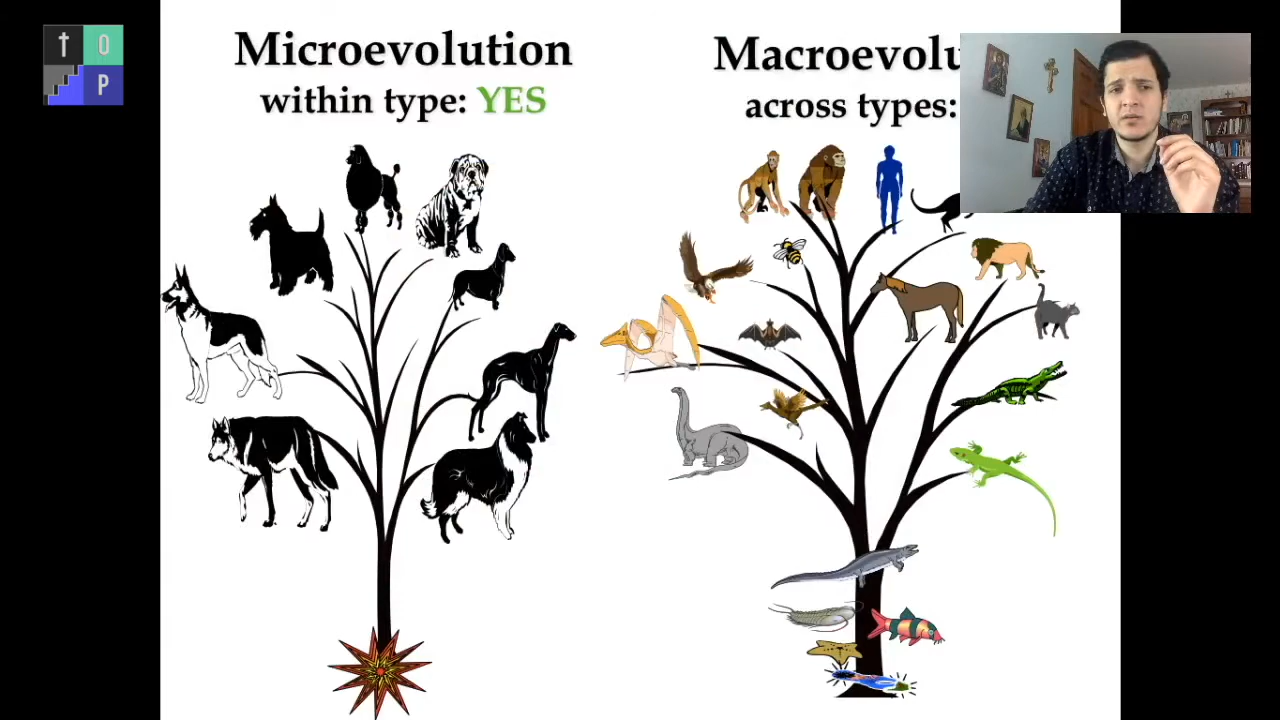 O
P
Microevolution
within type: YES
Macroevolu
across types: